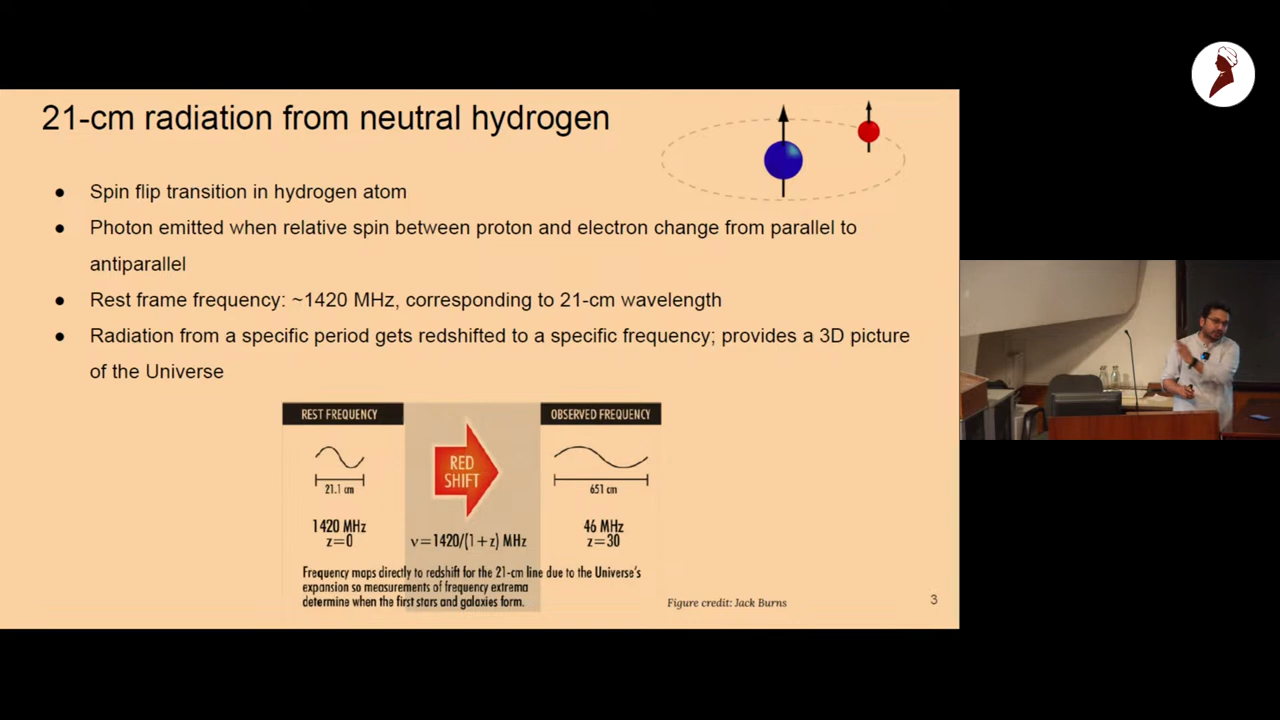 21-cm radiation from neutral hydrogen
● Spin flip transition in hydrogen atom
● Photon emitted when relative spin between proton and electron change from parallel to
antiparallel
● Rest frame frequency: ~1420 MHz, corresponding to 21-cm wavelength
● Radiation from a specific period gets redshifted to a specific frequency; provides a 3D picture
of the Universe
REST FREQUENCY
21.1 cm
1420 MHz
z=0
RED
SHIFT
ν=1420/(1+z) MHz
OBSERVED FREQUENCY
651 cm
46 MHz
z=30
Frequency maps directly to redshift for the 21-cm line due to the Universe's
expansion so measurements of frequency extrema
determine when the first stars and galaxies form.
Figure credit: Jack Burns
3